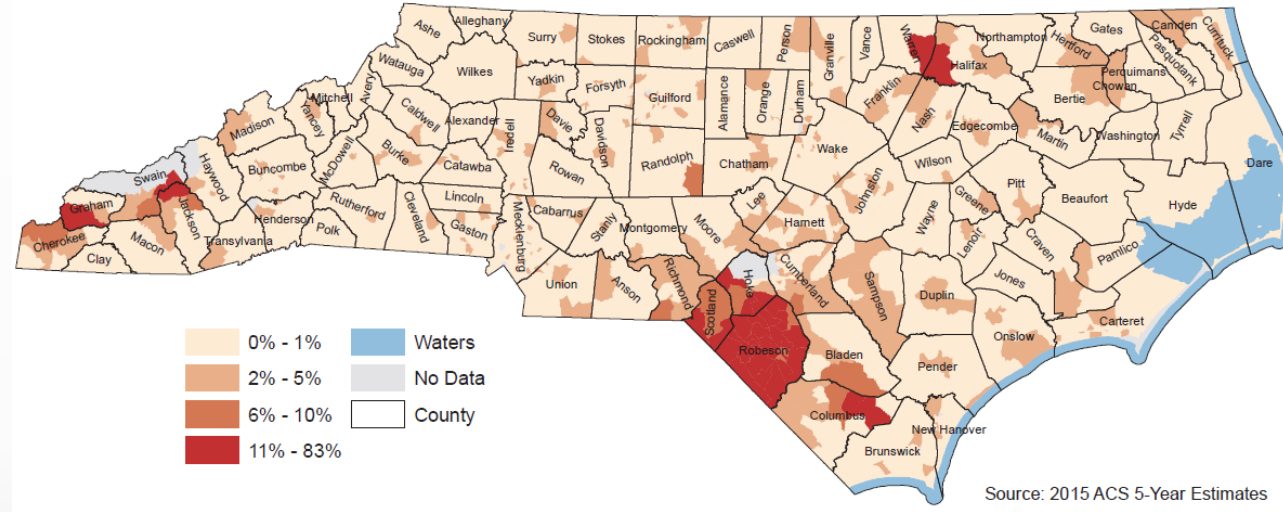 Ashe
Alleghany
Surry
Stokes
Rockingham
Caswell
Person
Granville
Vance
Warren
Northampton
Gates
Camden
Currituck
Hertford
Pasquotank
Perquimans
Chowan
Halifax
Bertie
Watauga
Wilkes
Yadkin
Forsyth
Guilford
Alamance
Orange
Durham
Franklin
Nash
Edgecombe
Martin
Washington
Tyrrell
Dare
Mitchell
Avery
Yancey
Madison
Caldwell
Alexander
Iredell
Davie
Davidson
Randolph
Chatham
Wake
Wilson
Pitt
Beaufort
Hyde
Swain
Haywood
Buncombe
McDowell
Burke
Catawba
Rowan
Lee
Johnston
Greene
Wayne
Lenoir
Craven
Pamlico
Graham
Jackson
Cherokee
Macon
Clay
Transylvania
Henderson
Polk
Rutherford
Cleveland
Lincoln
Gaston
Mecklenburg
Cabarrus
Stanly
Montgomery
Moore
Harnett
Union
Anson
Richmond
Scotland
Hoke
Cumberland
Sampson
Duplin
Jones
Carteret
Onslow
Robeson
Bladen
Pender
Columbus
New Hanover
Brunswick
0% - 1%
2% - 5%
6% - 10%
11% - 83%
Waters
No Data
County
Source: 2015 ACS 5-Year Estimates